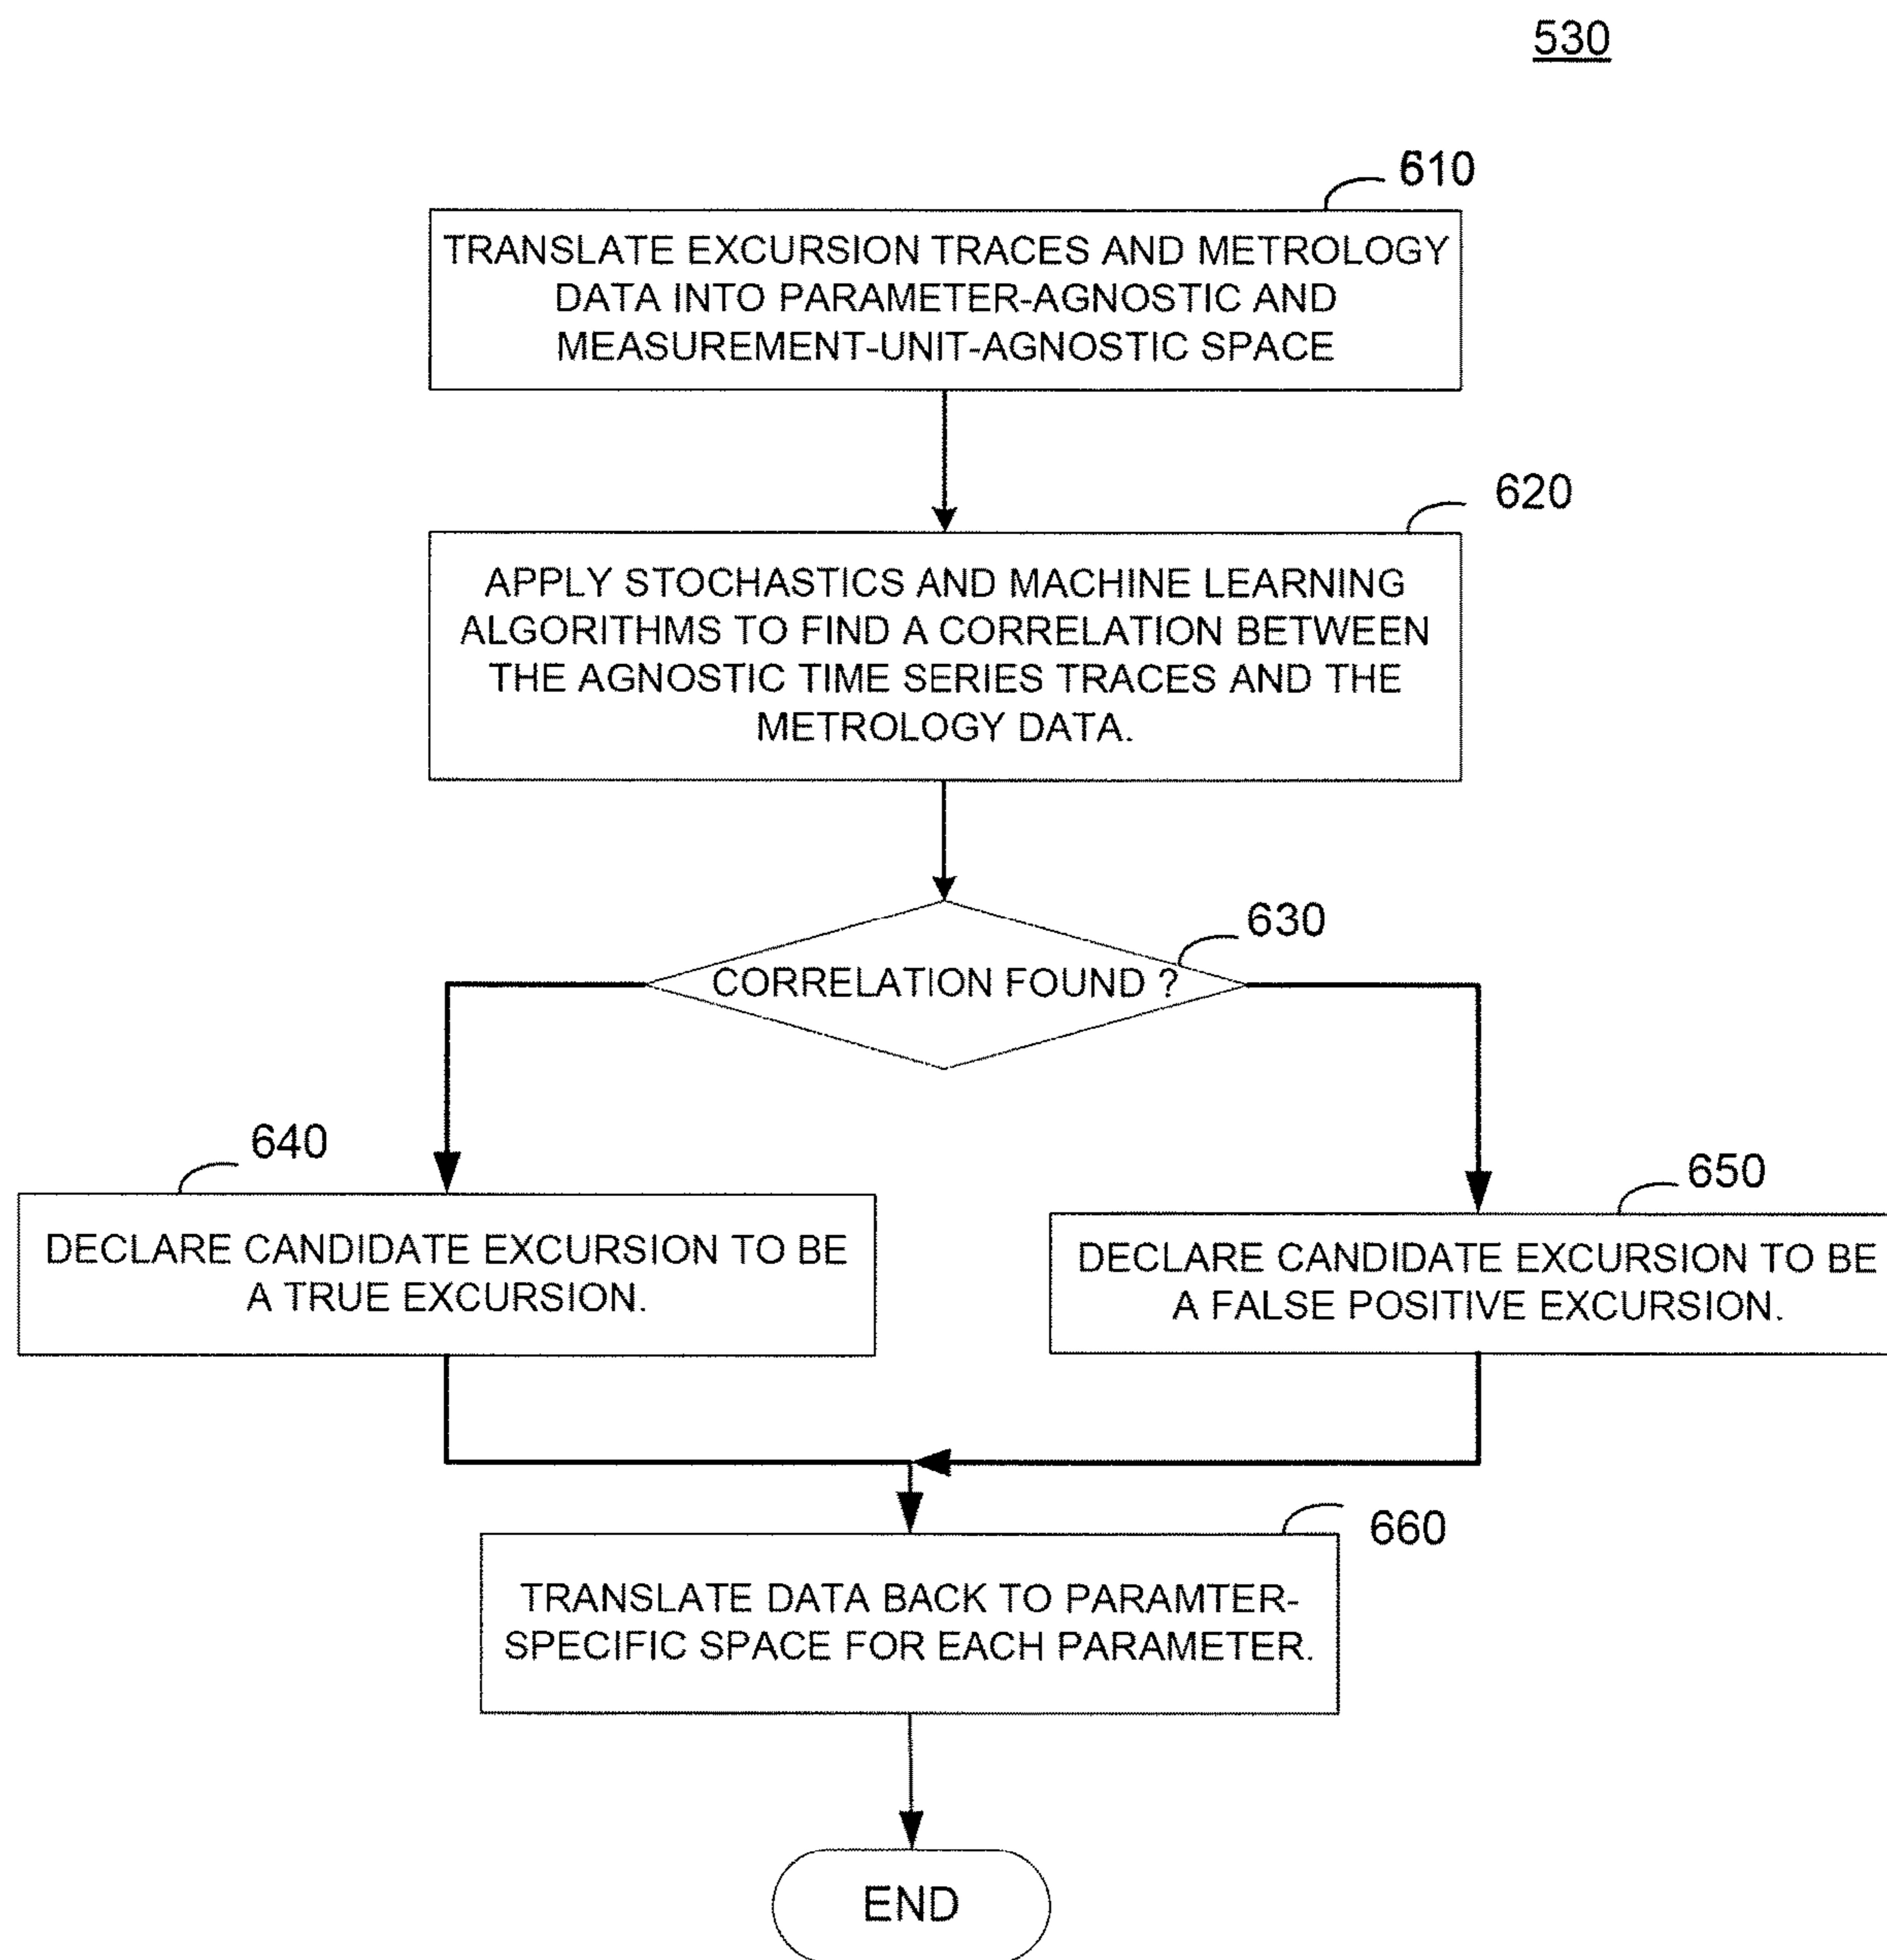 530
610
TRANSLATE EXCURSION TRACES AND METROLOGY
DATA INTO PARAMETER-AGNOSTIC AND
MEASUREMENT-UNIT-AGNOSTIC SPACE
620
APPLY STOCHASTICS AND MACHINE LEARNING
ALGORITHMS TO FIND A CORRELATION BETWEEN
THE AGNOSTIC TIME SERIES TRACES AND THE
METROLOGY DATA.
630
CORRELATION FOUND ?
640
DECLARE CANDIDATE EXCURSION TO BE
A TRUE EXCURSION.
650
DECLARE CANDIDATE EXCURSION TO BE
A FALSE POSITIVE EXCURSION.
660
TRANSLATE DATA BACK TO PARAMTER-
SPECIFIC SPACE FOR EACH PARAMETER.
END